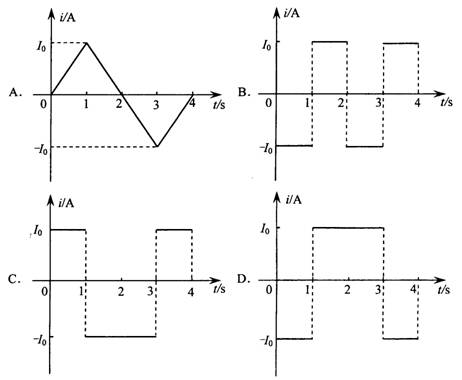 A.
i/A
I₀
0
1
2
3
4
t/s
-I₀
B.
i/A
I₀
0
1
2
3
4
t/s
-I₀
C.
i/A
I₀
0
1
2
3
4
t/s
-I₀
D.
i/A
I₀
0
1
2
3
4
t/s
-I₀